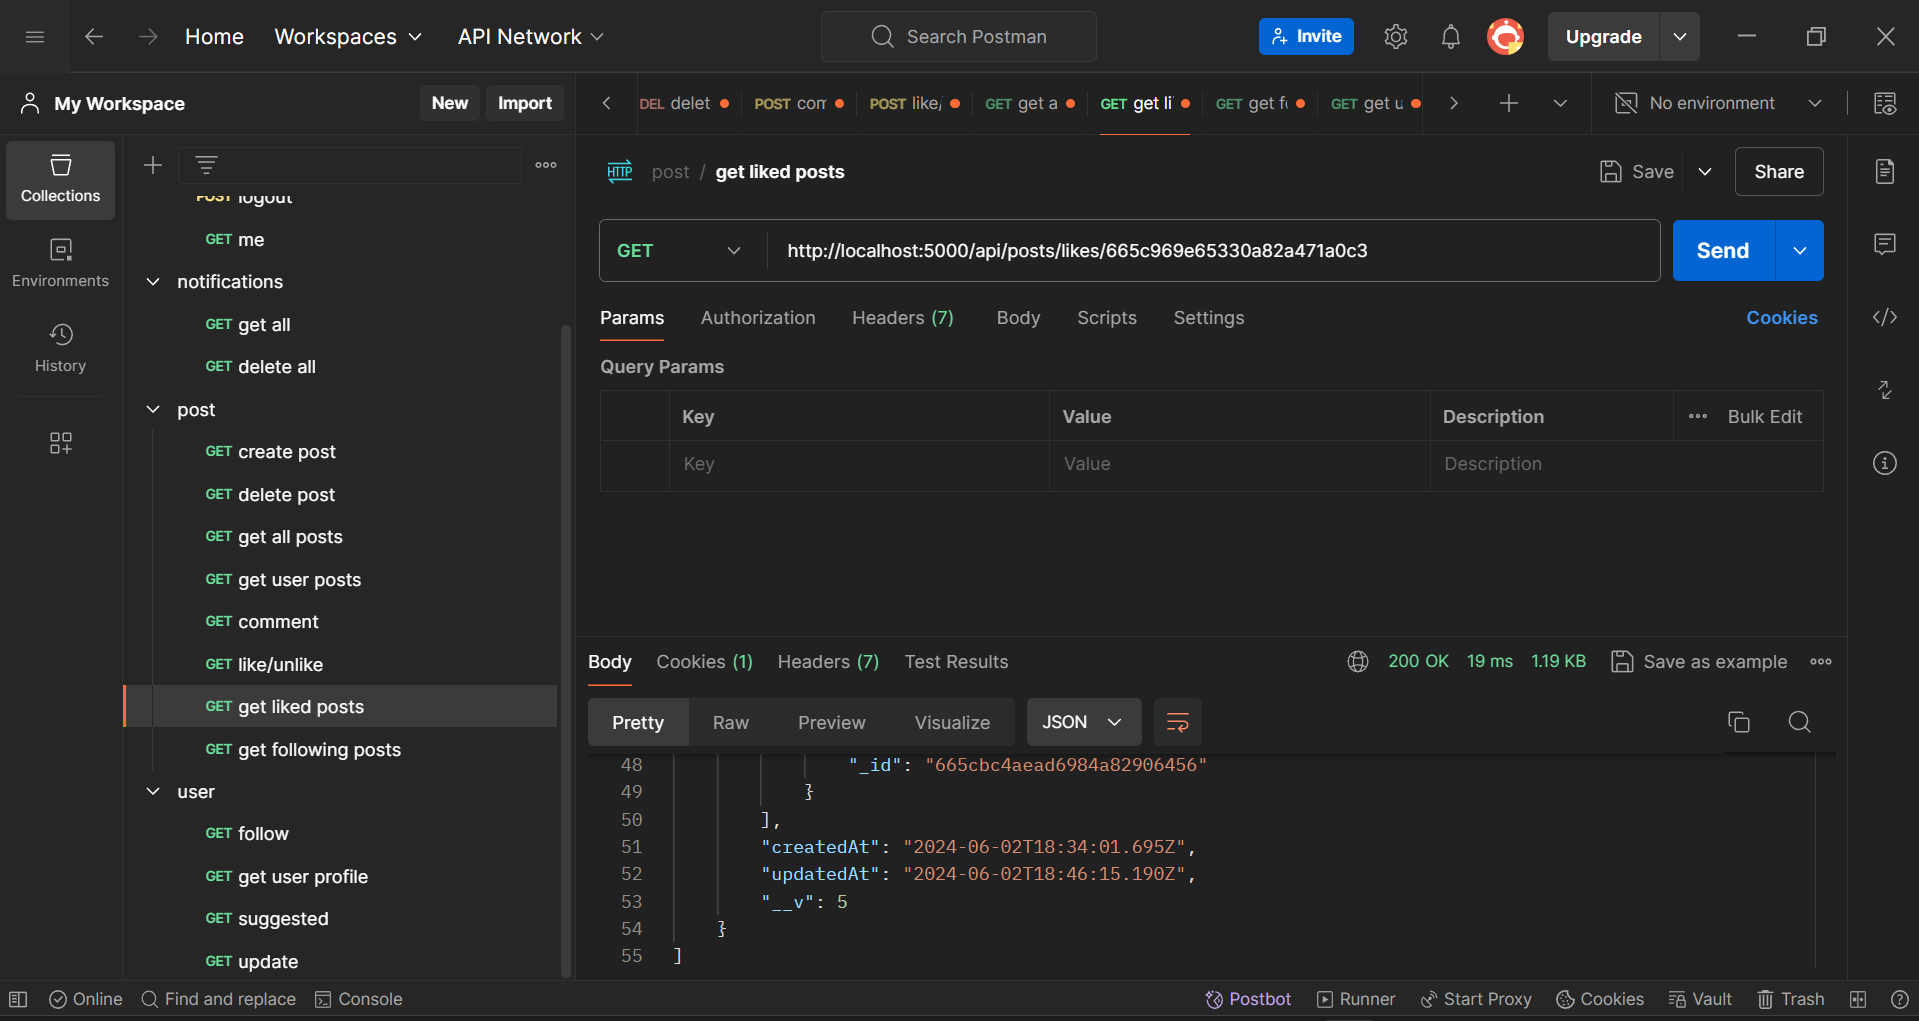 Home Workspaces API Network Search Postman Invite Upgrade
My Workspace New Import
DEL delet POST com POST like/ GET get a GET get li GET get f GET get u No environment
Collections
Environments
History
POST logout
GET me
notifications
GET get all
GET delete all
post
GET create post
GET delete post
GET get all posts
GET get user posts
GET comment
GET like/unlike
GET get liked posts
GET get following posts
user
GET follow
GET get user profile
GET suggested
GET update
HTTP post / get liked posts Save Share
GET http://localhost:5000/api/posts/likes/665c969e65330a82a471a0c3 Send
Params Authorization Headers (7) Body Scripts Settings Cookies
Query Params
Key Value Description Bulk Edit
Key Value Description
Body Cookies (1) Headers (7) Test Results 200 OK 19 ms 1.19 KB Save as example
Pretty Raw Preview Visualize JSON
48 "_id": "665cbc4aead6984a82906456"
49 }
50 ],
51 "createdAt": "2024-06-02T18:34:01.695Z",
52 "updatedAt": "2024-06-02T18:46:15.190Z",
53 "__v": 5
54 }
55 ]
Online Find and replace Console Postbot Runner Start Proxy Cookies Vault Trash